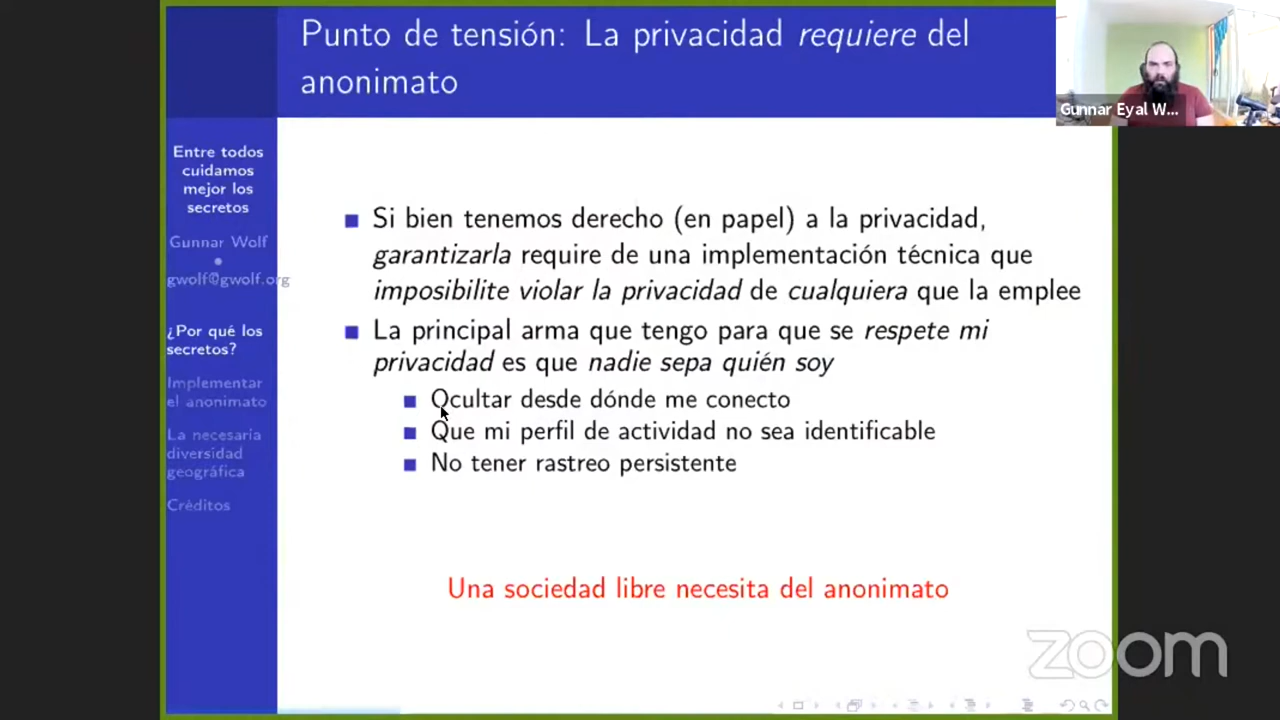 Punto de tensión: La privacidad requiere del
anonimato
Gunnar Eyal W...
Entre todos
cuidamos
mejor los
secretos
Gunnar Wolf
gwolf@gwolf.org
¿Por qué los
secretos?
Implementar
el anonimato
La necesaria
diversidad
geográfica
Créditos
Si bien tenemos derecho (en papel) a la privacidad,
garantizarla require de una implementación técnica que
imposibilite violar la privacidad de cualquiera que la emplee
La principal arma que tengo para que se respete mi
privacidad es que nadie sepa quién soy
Ocultar desde dónde me conecto
Que mi perfil de actividad no sea identificable
No tener rastreo persistente
Una sociedad libre necesita del anonimato
zoom